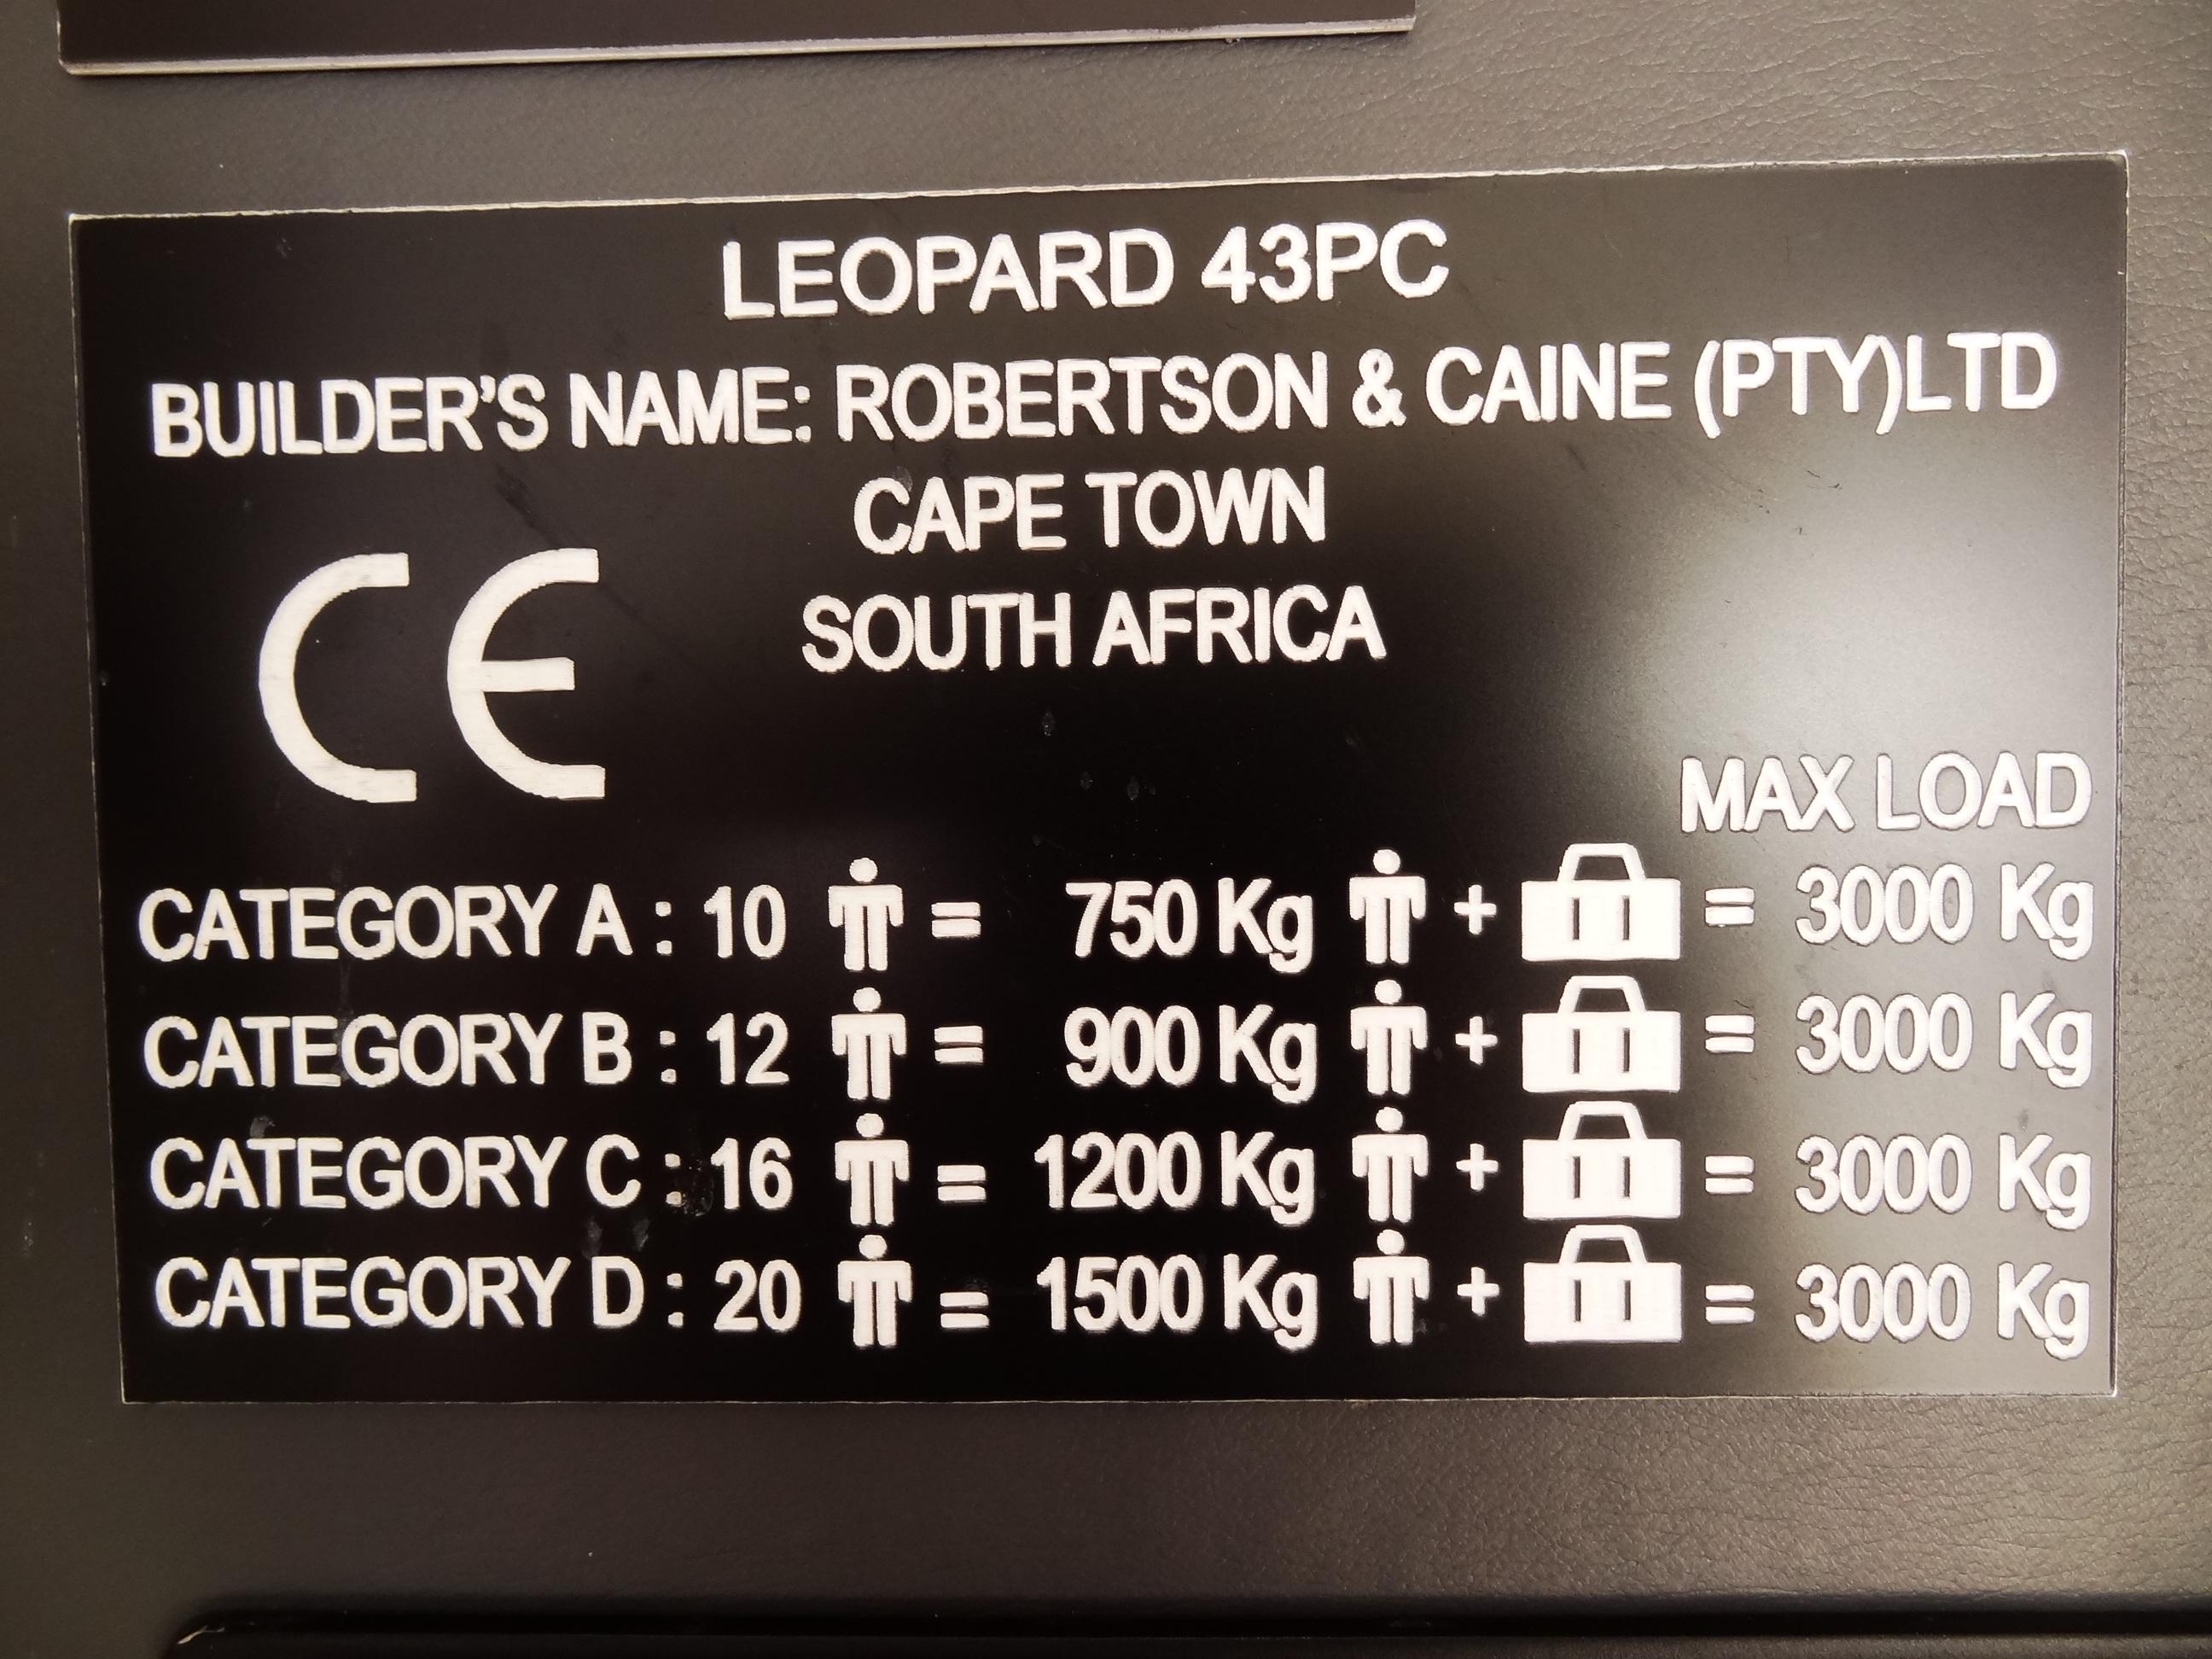 LEOPARD 43PC
BUILDER'S NAME: ROBERTSON & CAINE (PTY)LTD
CAPE TOWN
SOUTH AFRICA
CE
MAX LOAD
CATEGORY A : 10 = 750 Kg + = 3000 Kg
CATEGORY B : 12 = 900 Kg + = 3000 Kg
CATEGORY C : 16 = 1200 Kg + = 3000 Kg
CATEGORY D : 20 = 1500 Kg + = 3000 Kg